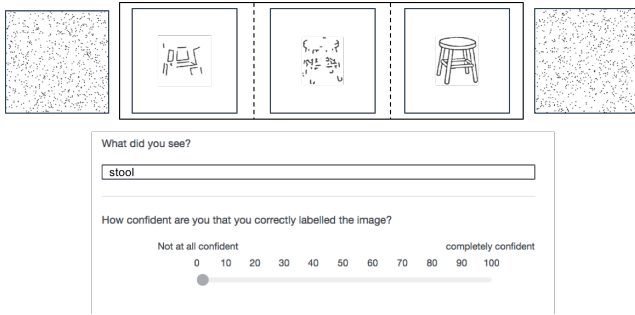 What did you see?
stool
How confident are you that you correctly labelled the image?
Not at all confident completely confident
0 10 20 30 40 50 60 70 80 90 100